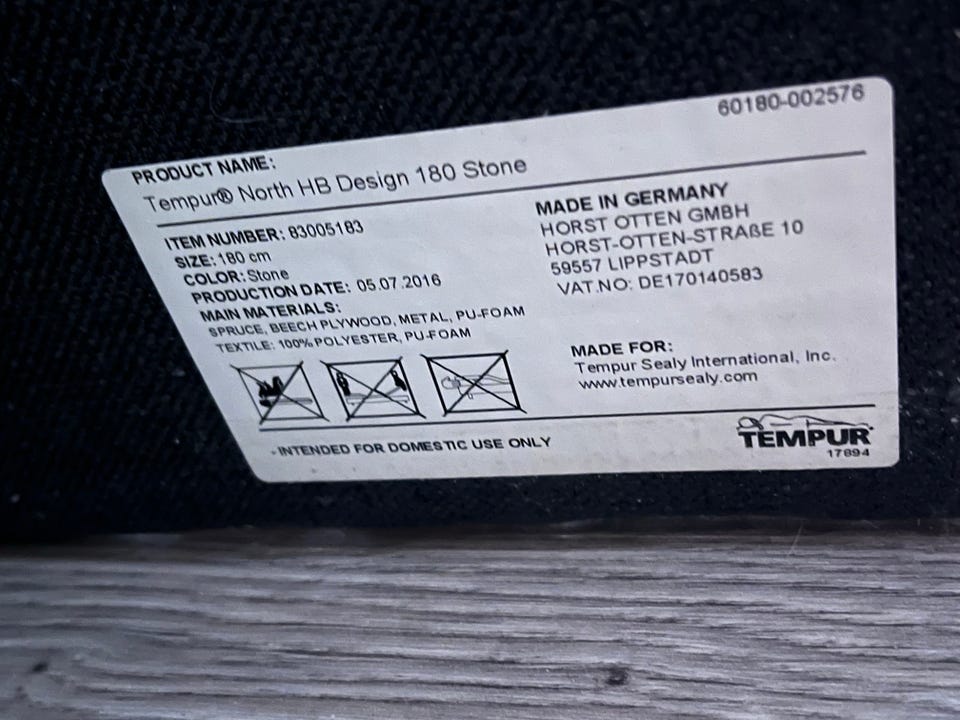 60180-002576
PRODUCT NAME:
Tempur® North HB Design 180 Stone
ITEM NUMBER: 83005183
SIZE: 180 cm
COLOR: Stone
PRODUCTION DATE: 05.07.2016
MAIN MATERIALS:
SPRUCE, BEECH PLYWOOD, METAL, PU-FOAM
TEXTILE: 100% POLYESTER, PU-FOAM
MADE IN GERMANY
HORST OTTEN GMBH
HORST-OTTEN-STRAßE 10
59557 LIPPSTADT
VAT.NO: DE170140583
MADE FOR:
Tempur Sealy International, Inc.
www.tempursealy.com
- INTENDED FOR DOMESTIC USE ONLY
TEMPUR®
17894